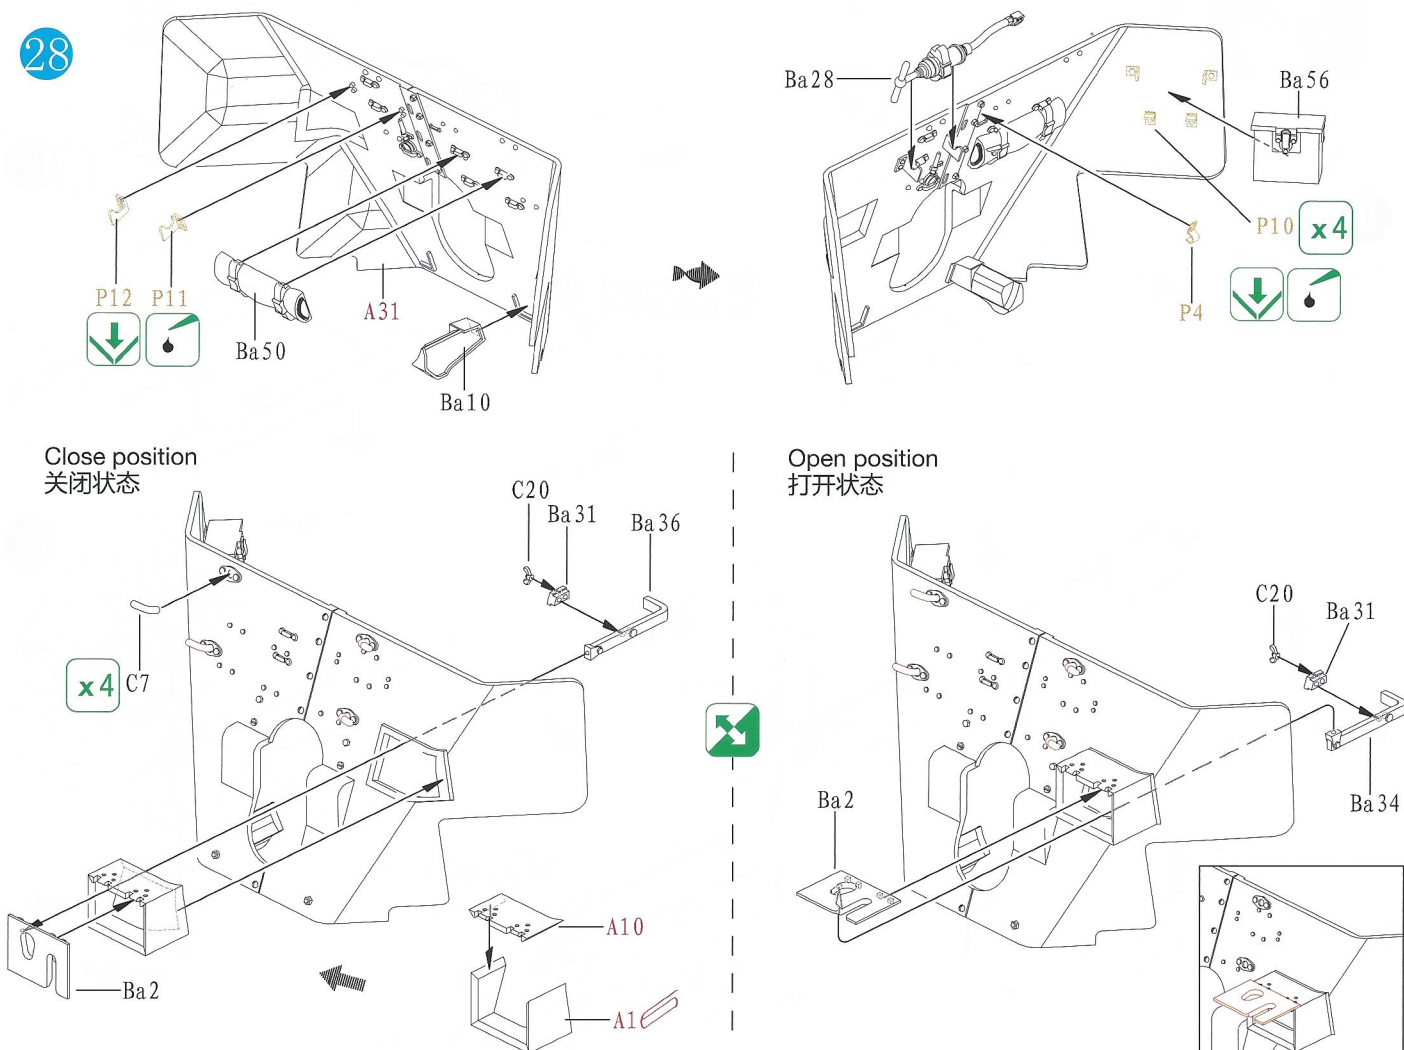 28
Ba28
Ba56
P10 x4
P12 P11
Ba50
A31
Ba10
P4
Close position
关闭状态
C20
Ba31
Ba36
x4 C7
A10
Ba2
A1
Open position
打开状态
C20
Ba31
Ba2
Ba34